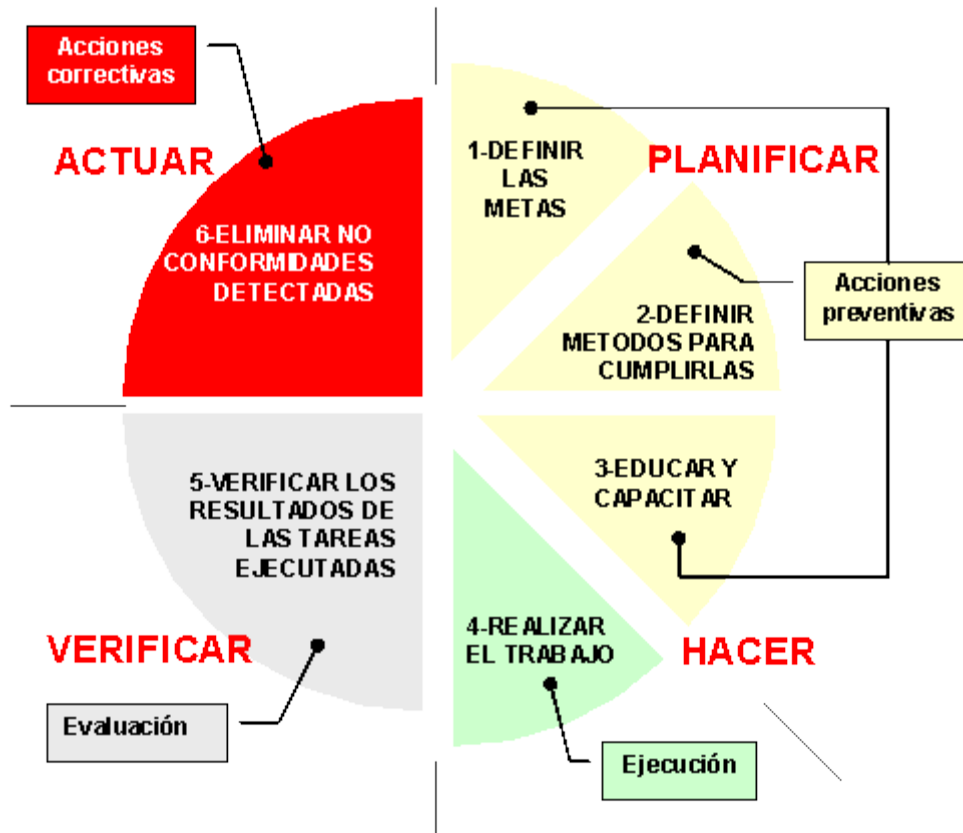 Acciones
correctivas
ACTUAR
1-DEFINIR
LAS
METAS
PLANIFICAR
6-ELIMINAR NO
CONFORMIDADES
DETECTADAS
Acciones
preventivas
2-DEFINIR
METODOS PARA
CUMPLIRLAS
3-EDUCAR Y
CAPACITAR
5-VERIFICAR LOS
RESULTADOS DE
LAS TAREAS
EJECUTADAS
VERIFICAR
4-REALIZAR
EL TRABAJO
HACER
Evaluación
Ejecución